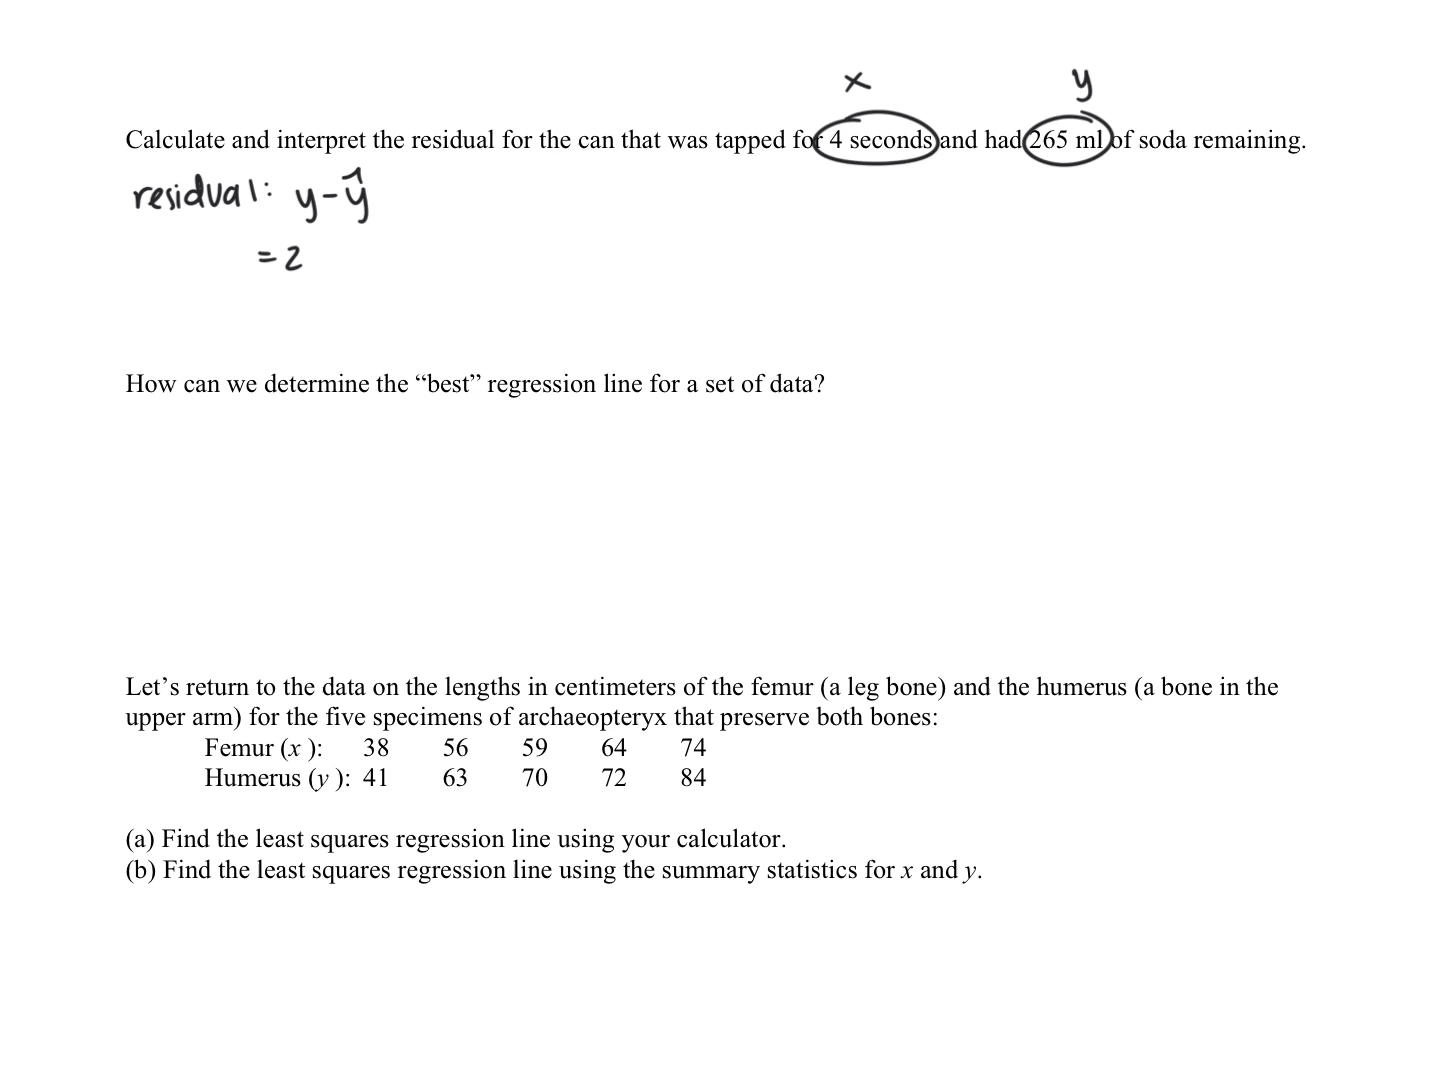 x y
Calculate and interpret the residual for the can that was tapped for 4 seconds and had 265 ml of soda remaining.
residual: y-ŷ
= 2
How can we determine the “best” regression line for a set of data?
Let’s return to the data on the lengths in centimeters of the femur (a leg bone) and the humerus (a bone in the
upper arm) for the five specimens of archaeopteryx that preserve both bones:
Femur (x ): 38 56 59 64 74
Humerus (y ): 41 63 70 72 84
(a) Find the least squares regression line using your calculator.
(b) Find the least squares regression line using the summary statistics for x and y.